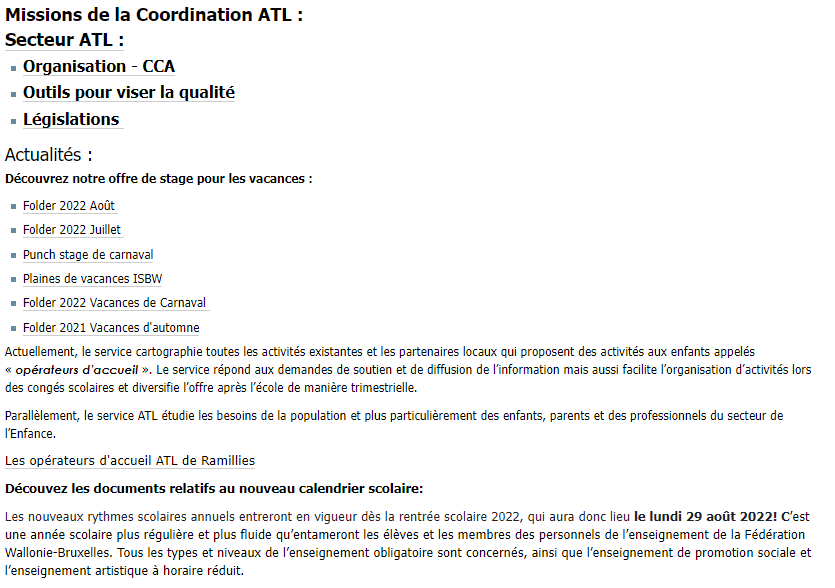 Missions de la Coordination ATL :
Secteur ATL :
Organisation - CCA
Outils pour viser la qualité
Législations
Actualités :
Découvrez notre offre de stage pour les vacances :
Folder 2022 Août
Folder 2022 Juillet
Punch stage de carnaval
Plaines de vacances ISBW
Folder 2022 Vacances de Carnaval
Folder 2021 Vacances d'automne
Actuellement, le service cartographie toutes les activités existantes et les partenaires locaux qui proposent des activités aux enfants appelés
« opérateurs d'accueil ». Le service répond aux demandes de soutien et de diffusion de l'information mais aussi facilite l'organisation d'activités lors
des congés scolaires et diversifie l'offre après l'école de manière trimestrielle.
Parallèlement, le service ATL étudie les besoins de la population et plus particulièrement des enfants, parents et des professionnels du secteur de
l'Enfance.
Les opérateurs d'accueil ATL de Ramillies
Découvez les documents relatifs au nouveau calendrier scolaire:
Les nouveaux rythmes scolaires annuels entreront en vigueur dès la rentrée scolaire 2022, qui aura donc lieu le lundi 29 août 2022! C'est
une année scolaire plus régulière et plus fluide qu'entameront les élèves et les membres des personnels de l'enseignement de la Fédération
Wallonie-Bruxelles. Tous les types et niveaux de l'enseignement obligatoire sont concernés, ainsi que l'enseignement de promotion sociale et
l'enseignement artistique à horaire réduit.